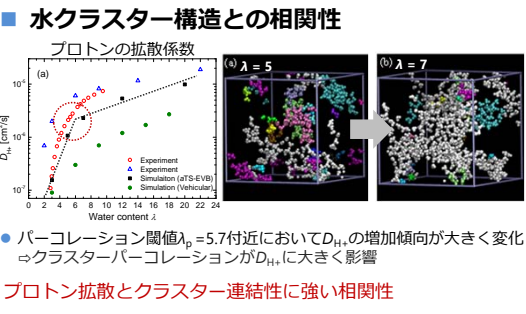 ■ 水クラスター構造との相関性
プロトンの拡散係数
(a)
10⁻⁵
10⁻⁶
10⁻⁷
D_H+ [cm²/s]
Experiment
Experiment
Simulaiton (aTS-EVB)
Simulation (Vehicular)
0 2 4 6 8 10 12 14 16 18 20 22 24
Water content λ
(a) λ = 5
(b) λ = 7
● パーコレーション閾値λp =5.7付近においてD_H+の増加傾向が大きく変化
⇨クラスターパーコレーションがD_H+に大きく影響
プロトン拡散とクラスター連結性に強い相関性